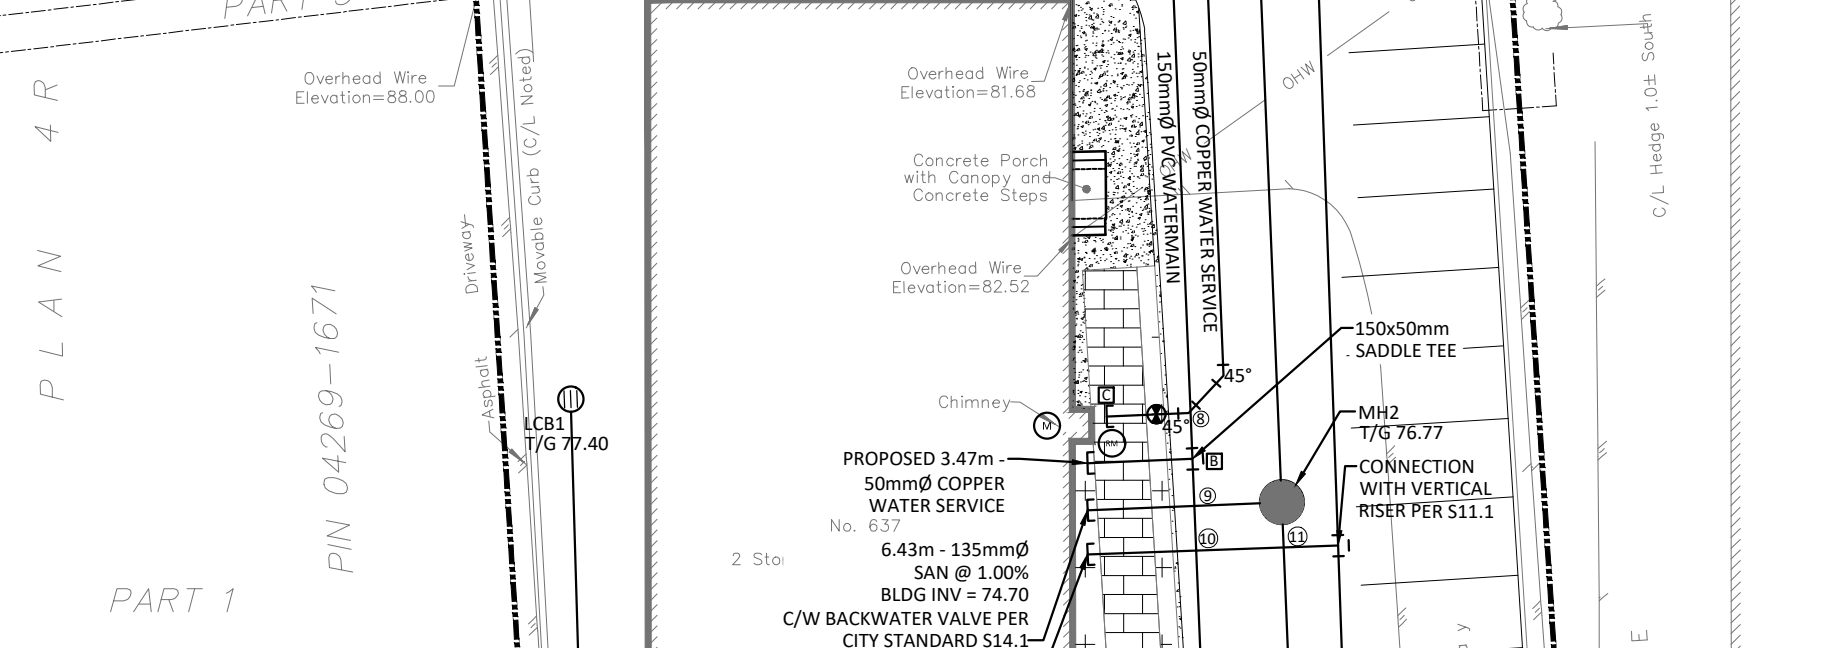 PLAN 4R
PIN 04269-1671
PART 1
Overhead Wire
Elevation=88.00
Driveway
Movable Curb (C/L Noted)
Asphalt
LCB1
T/G 77.40
Overhead Wire
Elevation=81.68
Concrete Porch
with Canopy and
Concrete Steps
Overhead Wire
Elevation=82.52
Chimney
M
C
RM
PROPOSED 3.47m -
50mmØ COPPER
WATER SERVICE
No. 637
6.43m - 135mmØ
SAN @ 1.00%
BLDG INV = 74.70
C/W BACKWATER VALVE PER
CITY STANDARD S14.1
150mmØ PVC WATERMAIN
50mmØ COPPER WATER SERVICE
OHW
45°
45°
8
B
9
10
11
150x50mm
SADDLE TEE
MH2
T/G 76.77
CONNECTION
WITH VERTICAL
RISER PER S11.1
C/L Hedge 1.0± South